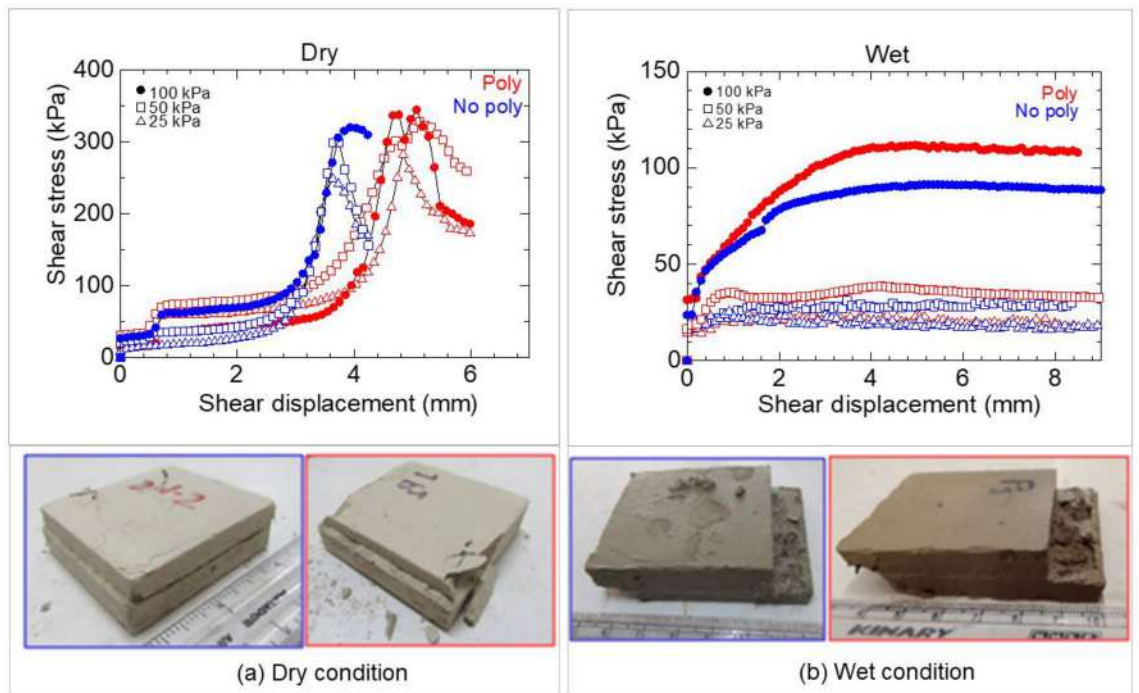 Dry
Shear stress (kPa)
400
300
200
100
0
100 kPa
50 kPa
25 kPa
Poly
No poly
0 2 4 6
Shear displacement (mm)
Wet
Shear stress (kPa)
150
100
50
0
100 kPa
50 kPa
25 kPa
Poly
No poly
0 2 4 6 8
Shear displacement (mm)
KINARY
(a) Dry condition
(b) Wet condition